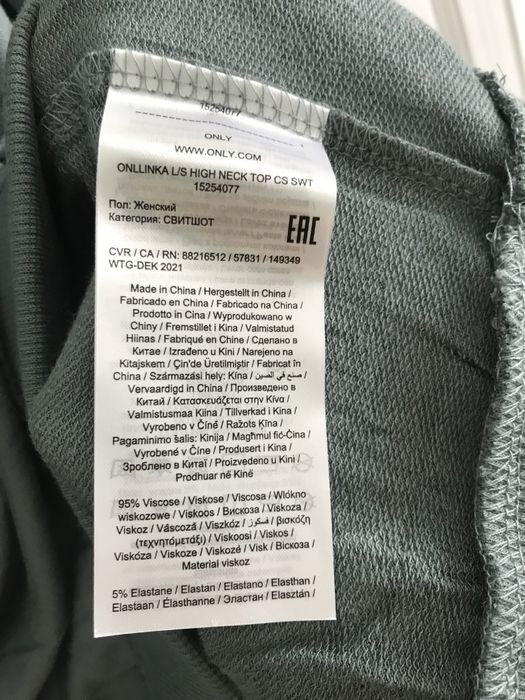 15254077
ONLY
WWW.ONLY.COM
ONLLINKA L/S HIGH NECK TOP CS SWT
15254077
Пол: Женский
Категория: СВИТШОТ
EAC
CVR / CA / RN: 88216512 / 57831 / 149349
WTG-DEK 2021
Made in China / Hergestellt in China /
Fabricado en China / Fabricado na China /
Prodotto in Cina / Wyprodukowano w
Chiny / Fremstillet i Kina / Valmistatud
Hiinas / Fabriqué en Chine / Сделано в
Китае / Izrađeno u Kini / Narejeno na
Kitajskem / Çin'de Üretilmiştir / Fabricat în
China / Származási hely: Kína / صنع في الصين /
Vervaardigd in China / Произведено в
Китай / Κατασκευάζεται στην Κίνα /
Valmistusmaa Kiina / Tillverkad i Kina /
Vyrobeno v Číně / Ražots Ķīna /
Pagaminimo šalis: Kinija / Magħmul fiċ-Ċina /
Vyrobené v Číne / Produsert i Kina /
Зроблено в Китаї / Proizvedeno u Kini /
Prodhuar në Kinë
95% Viscose / Viskose / Viscosa / Włókno
wiskozowe / Viskoos / Вискоза / Viskoza /
Viskoz / Vâscoză / Viszkóz / فسكوز / βισκόζη
(τεχνητόμετάξι) / Viskoosi / Viskos /
Viskóza / Viskoze / Viskozė / Visk / Віскоза /
Material viskoz
5% Elastane / Elastan / Elastano / Elasthan /
Elastaan / Élasthanne / Эластан / Elasztán /